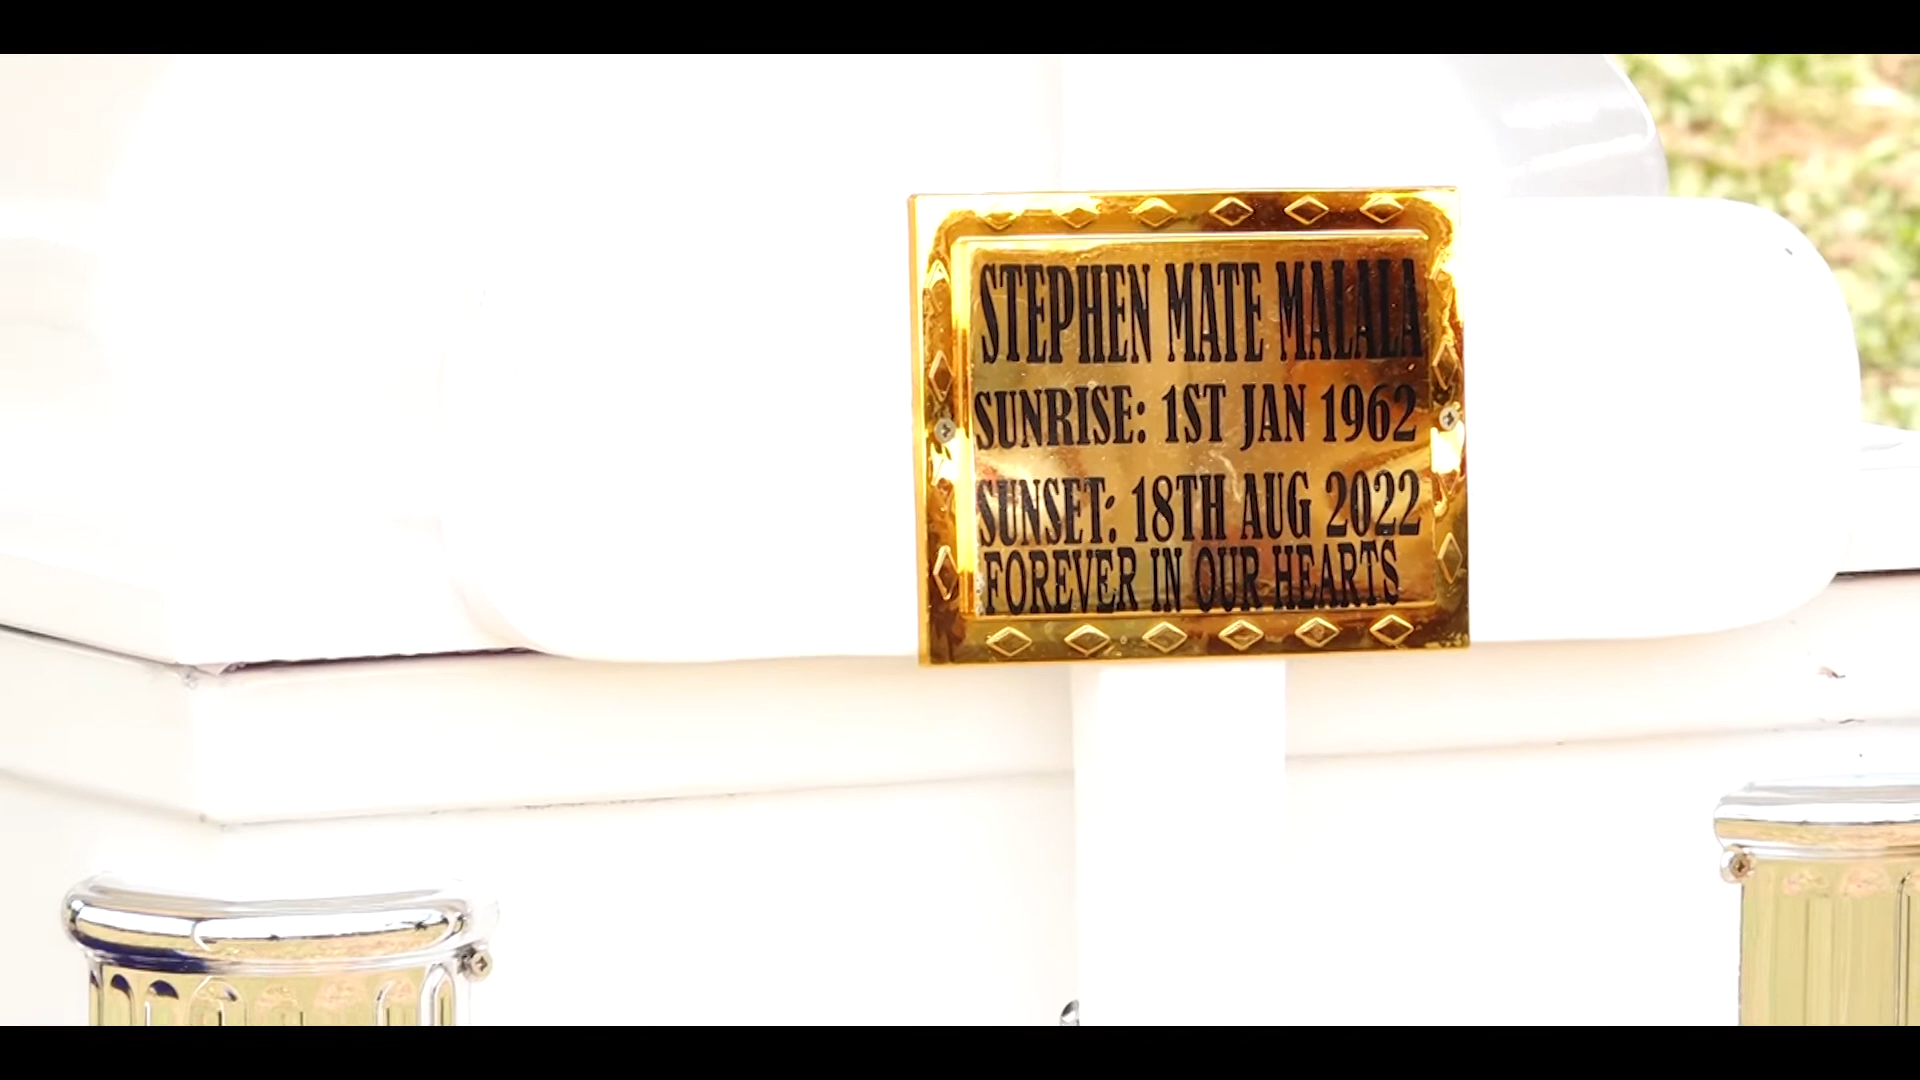 STEPHEN MATE MALALA
SUNRISE: 1ST JAN 1962
SUNSET: 18TH AUG 2022
FOREVER IN OUR HEARTS